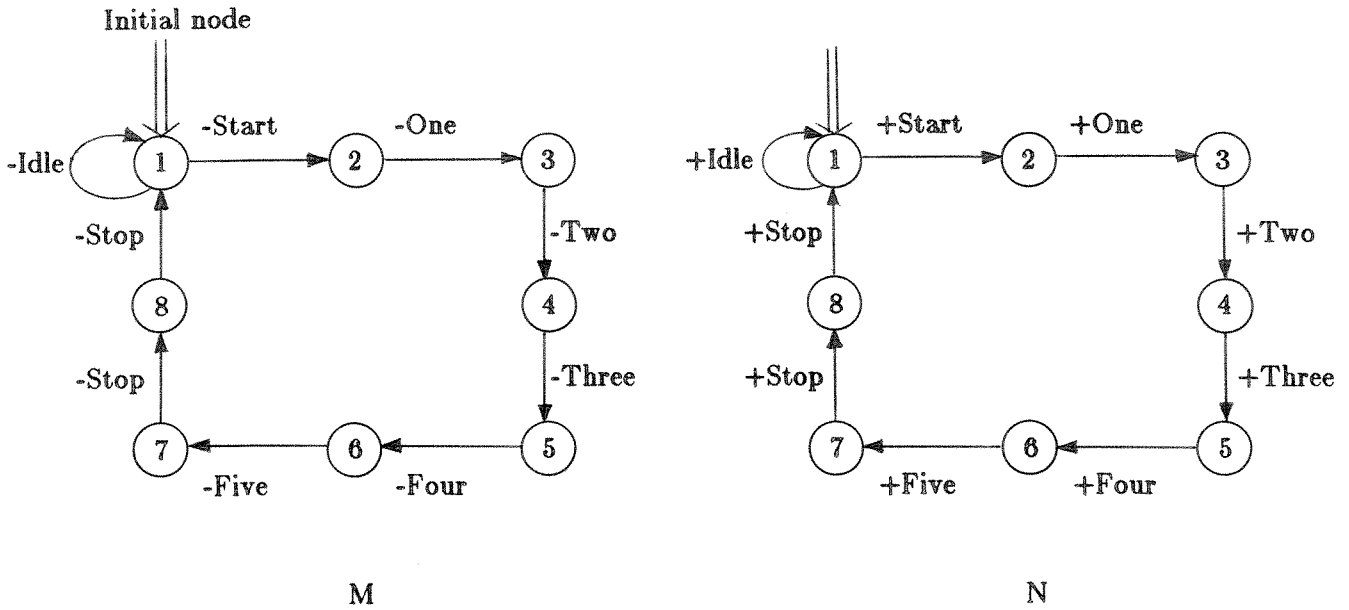 Initial node
-Idle
1
-Start
2
-One
3
-Two
4
-Three
5
-Four
6
-Five
7
-Stop
8
-Stop
M
+Idle
1
+Start
2
+One
3
+Two
4
+Three
5
+Four
6
+Five
7
+Stop
8
+Stop
N